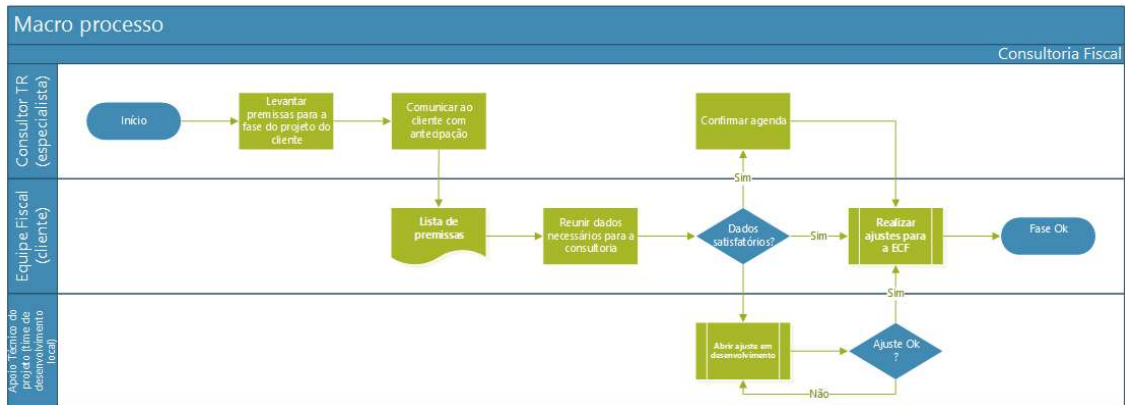 Macro processo
Consultoria Fiscal
Consultor TR
(especialista)
Início
Levantar
premissas para a
fase do projeto do
cliente
Comunicar ao
cliente com
antecipação
Confirmar agenda
Sim
Equipe Fiscal
(cliente)
Lista de
premissas
Reunir dados
necessários para a
consultoria
Dados
satisfatórios?
Sim
Realizar
ajustes para
a ECF
Fase Ok
Sim
Apoio Técnico do
projeto (time de
desenvolvimento
local)
Abrir ajuste em
desenvolvimento
Ajuste Ok
?
Não